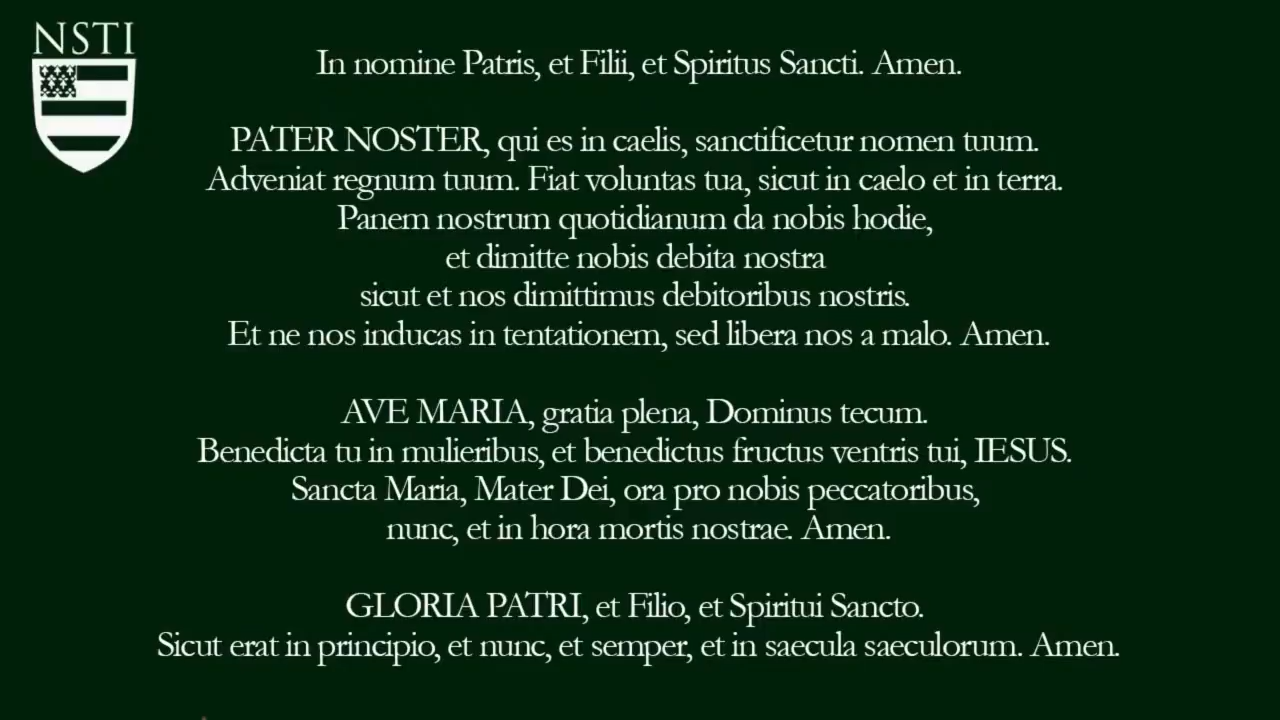 NSTI
In nomine Patris, et Filii, et Spiritus Sancti. Amen.
PATER NOSTER, qui es in caelis, sanctificetur nomen tuum.
Adveniat regnum tuum. Fiat voluntas tua, sicut in caelo et in terra.
Panem nostrum quotidianum da nobis hodie,
et dimitte nobis debita nostra
sicut et nos dimittimus debitoribus nostris.
Et ne nos inducas in tentationem, sed libera nos a malo. Amen.
AVE MARIA, gratia plena, Dominus tecum.
Benedicta tu in mulieribus, et benedictus fructus ventris tui, IESUS.
Sancta Maria, Mater Dei, ora pro nobis peccatoribus,
nunc, et in hora mortis nostrae. Amen.
GLORIA PATRI, et Filio, et Spiritui Sancto.
Sicut erat in principio, et nunc, et semper, et in saecula saeculorum. Amen.